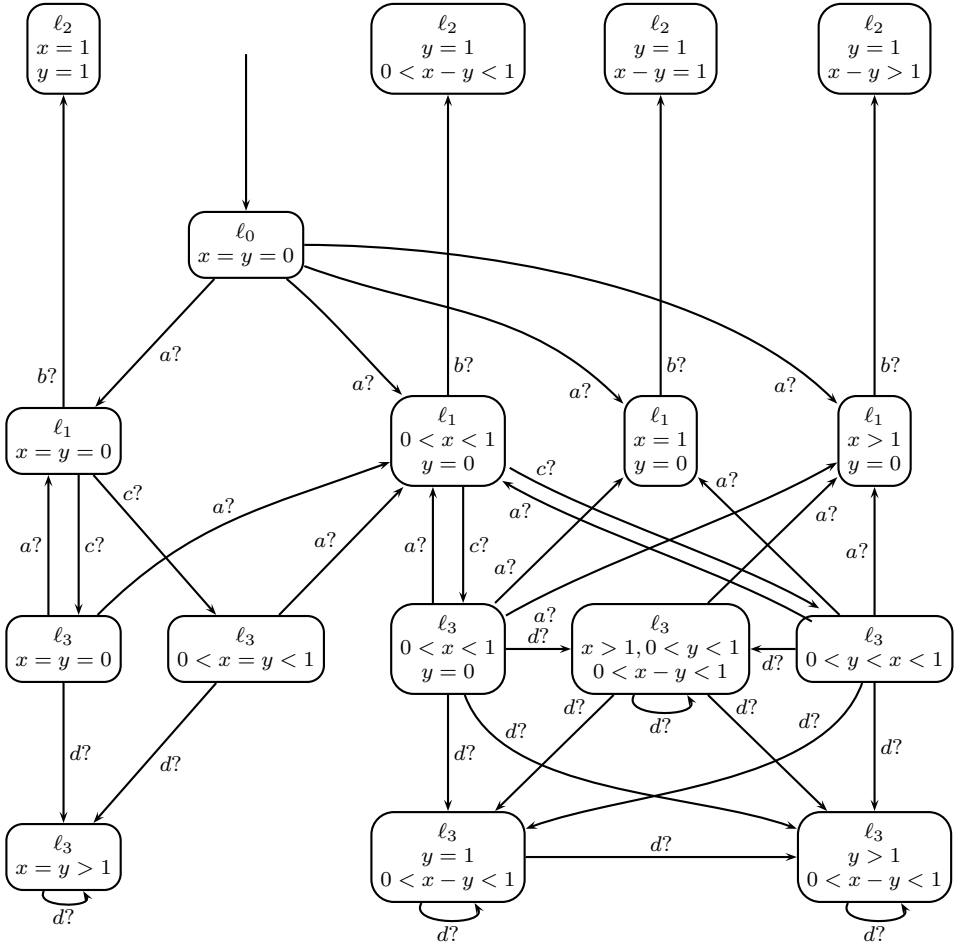 ℓ₂
x = 1
y = 1
ℓ₂
y = 1
0 < x − y < 1
ℓ₂
y = 1
x − y = 1
ℓ₂
y = 1
x − y > 1
ℓ₀
x = y = 0
a?
b?
a?
b?
a?
b?
a?
b?
ℓ₁
x = y = 0
ℓ₁
0 < x < 1
y = 0
ℓ₁
x = 1
y = 0
ℓ₁
x > 1
y = 0
c?
a?
c?
a?
a?
a?
c?
a?
a?
c?
a?
a?
a?
a?
ℓ₃
x = y = 0
ℓ₃
0 < x = y < 1
ℓ₃
0 < x < 1
y = 0
a?
d?
ℓ₃
x > 1, 0 < y < 1
0 < x − y < 1
d?
ℓ₃
0 < y < x < 1
d?
d?
d?
d?
d?
d?
d?
d?
d?
ℓ₃
x = y > 1
d?
ℓ₃
y = 1
0 < x − y < 1
d?
d?
ℓ₃
y > 1
0 < x − y < 1
d?